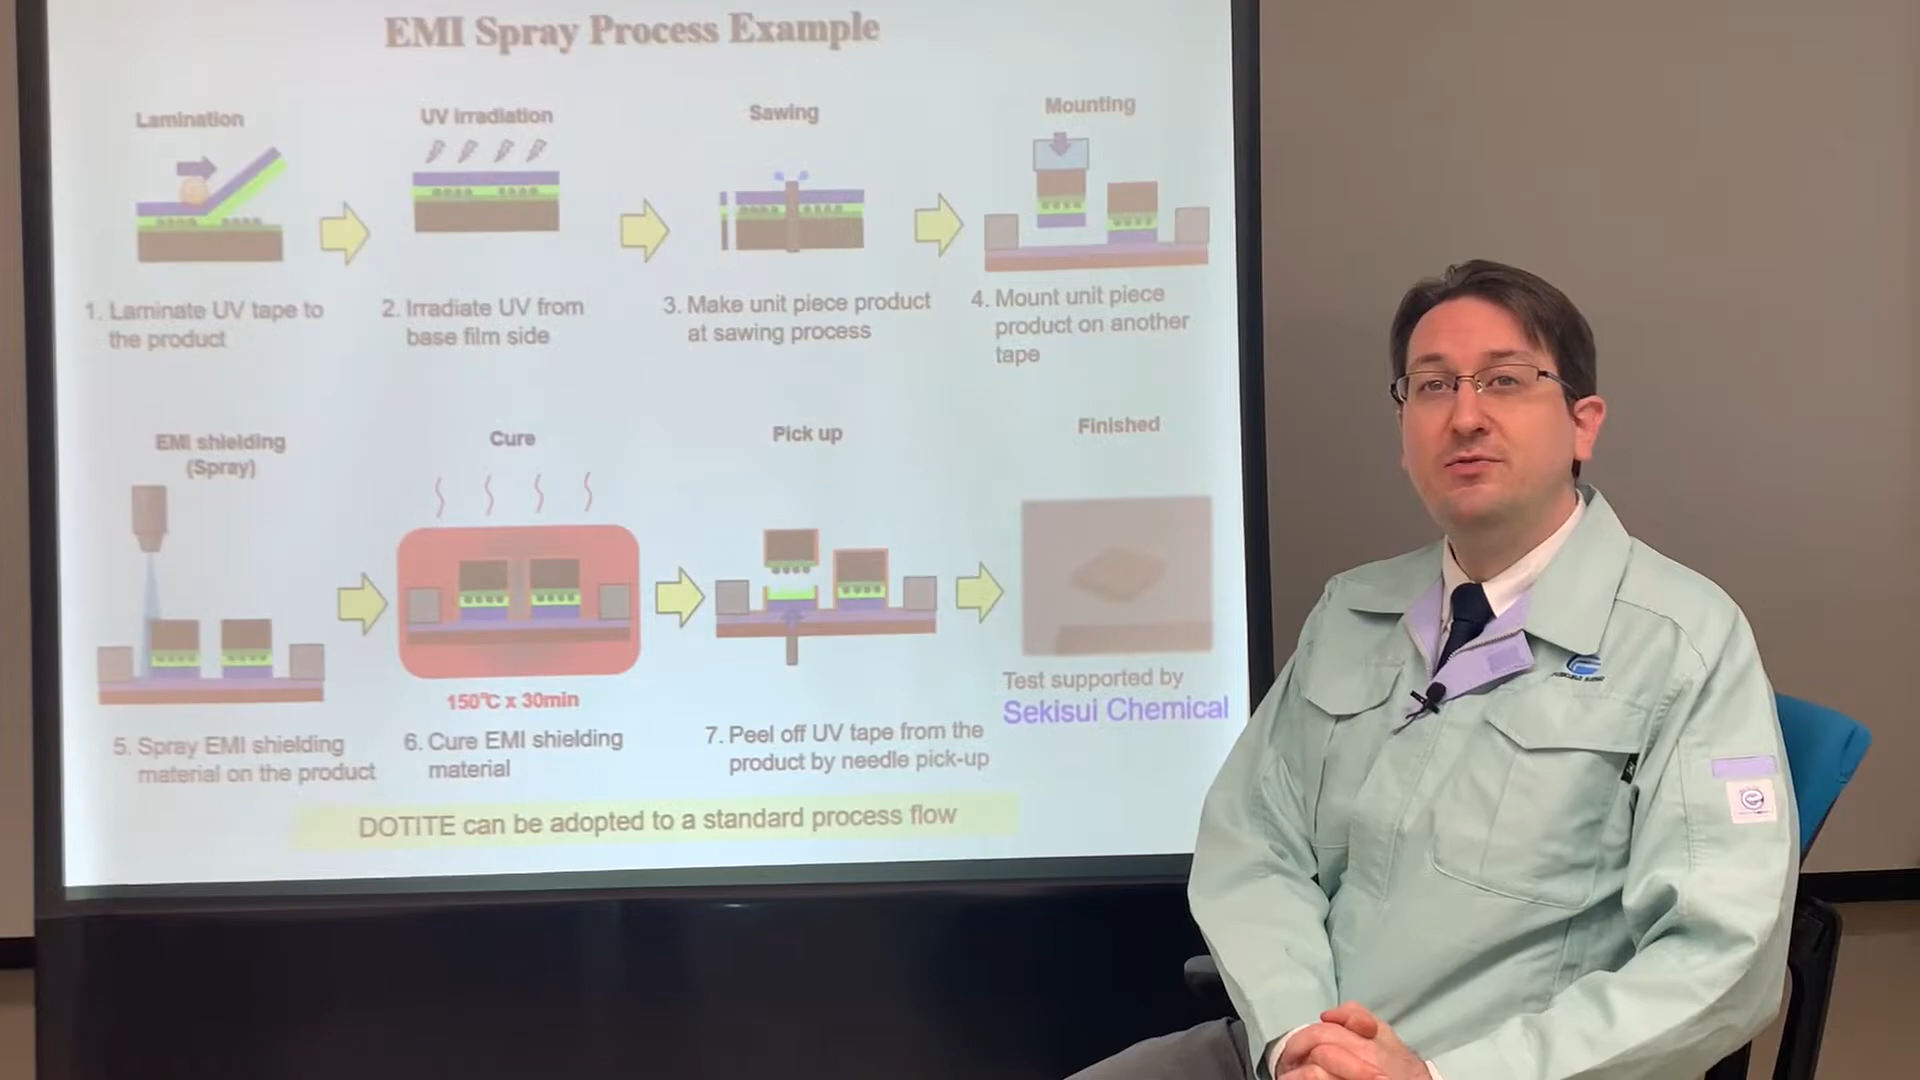 EMI Spray Process Example
Lamination
UV irradiation
Sawing
Mounting
1. Laminate UV tape to
the product
2. Irradiate UV from
base film side
3. Make unit piece product
at sawing process
4. Mount unit piece
product on another
tape
EMI shielding
(Spray)
Cure
Pick up
Finished
150℃ x 30min
5. Spray EMI shielding
material on the product
6. Cure EMI shielding
material
7. Peel off UV tape from the
product by needle pick-up
Test supported by
Sekisui Chemical
DOTITE can be adopted to a standard process flow